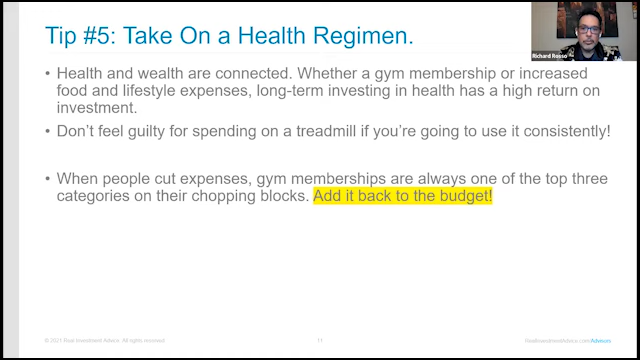 Tip #5: Take On a Health Regimen.
Richard Rosso
• Health and wealth are connected. Whether a gym membership or increased
food and lifestyle expenses, long-term investing in health has a high return on
investment.
• Don't feel guilty for spending on a treadmill if you're going to use it consistently!
• When people cut expenses, gym memberships are always one of the top three
categories on their chopping blocks. Add it back to the budget!
© 2021 Real Investment Advice. All rights reserved.
11
RealInvestmentAdvice.com/Advisors